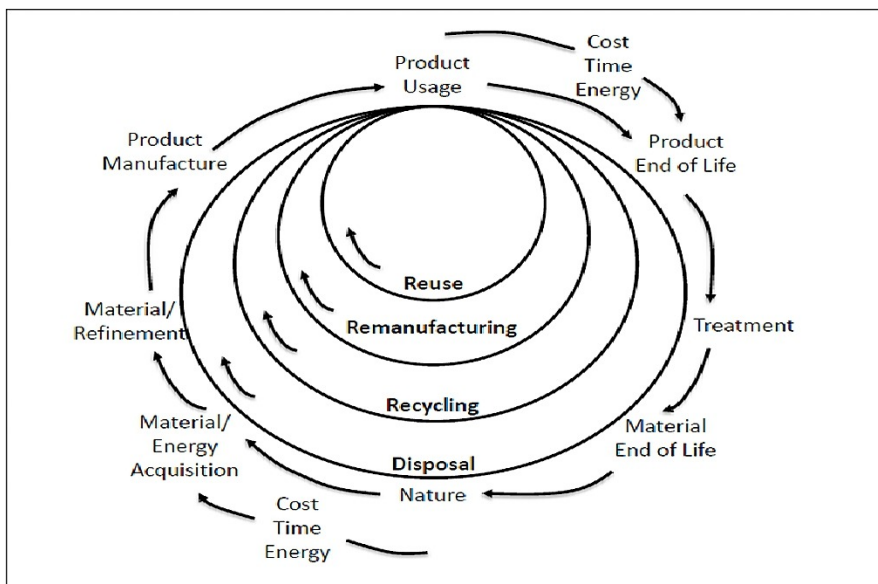 Cost
Time
Energy
Product
Usage
Product
End of Life
Product
Manufacture
Reuse
Material/
Refinement
Remanufacturing
Treatment
Recycling
Material/
Energy
Acquisition
Material
End of Life
Disposal
Nature
Cost
Time
Energy